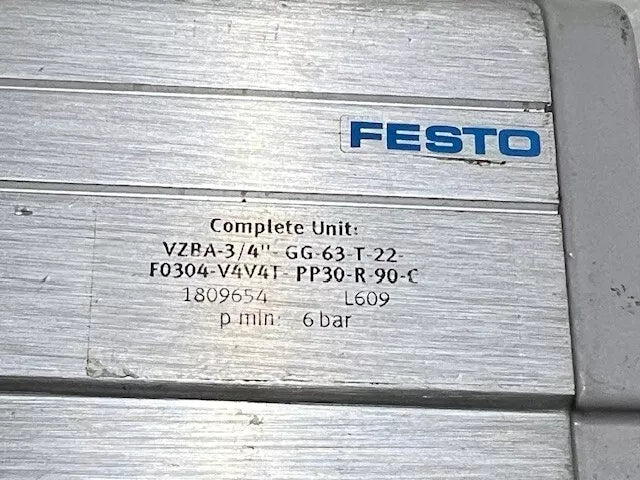 FESTO
Complete Unit:
VZBA-3/4"- GG-63-T-22-
F0304-V4V4T- PP30-R-90-C
1809654 L609
p min: 6 bar